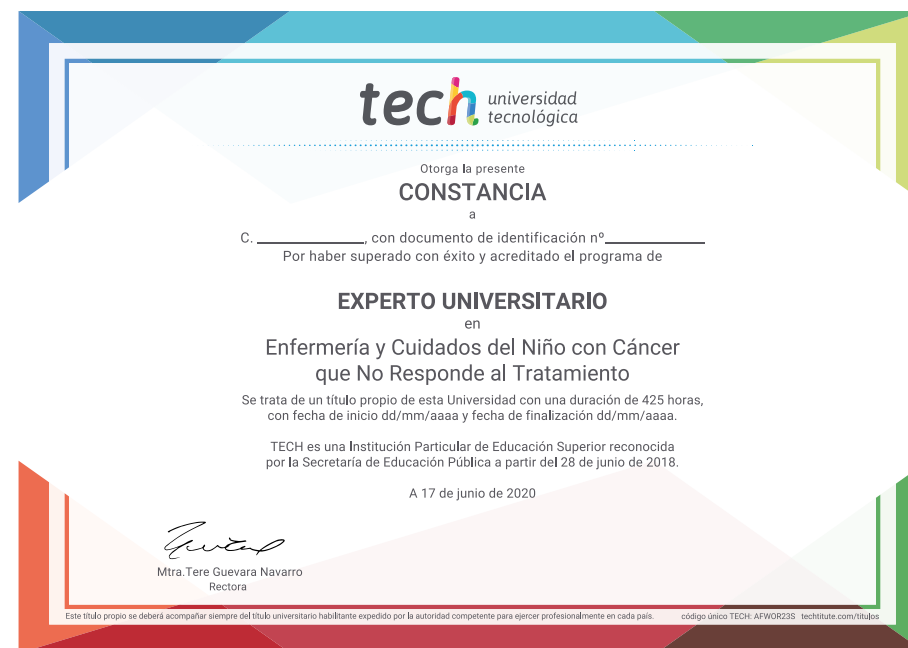 tech universidad
tecnológica
Otorga la presente
CONSTANCIA
a
C. ____________, con documento de identificación nº____________
Por haber superado con éxito y acreditado el programa de
EXPERTO UNIVERSITARIO
en
Enfermería y Cuidados del Niño con Cáncer
que No Responde al Tratamiento
Se trata de un título propio de esta Universidad con una duración de 425 horas,
con fecha de inicio dd/mm/aaaa y fecha de finalización dd/mm/aaaa.
TECH es una Institución Particular de Educación Superior reconocida
por la Secretaría de Educación Pública a partir del 28 de junio de 2018.
A 17 de junio de 2020
Mtra.Tere Guevara Navarro
Rectora
Este título propio se deberá acompañar siempre del título universitario habilitante expedido por la autoridad competente para ejercer profesionalmente en cada país. código único TECH: AFWOR23S techtitute.com/titulos